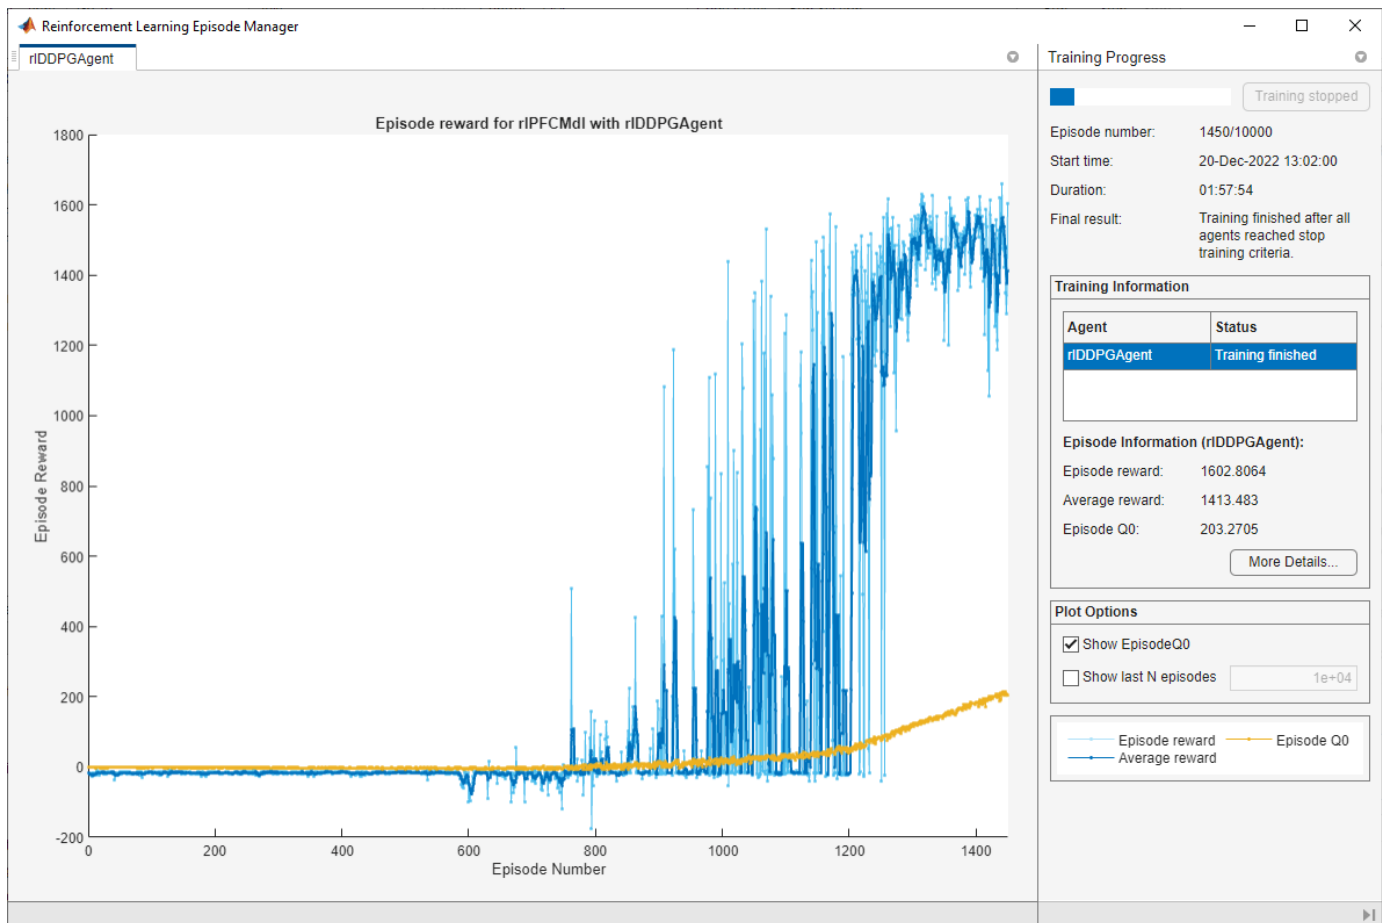 Reinforcement Learning Episode Manager
rlDDPGAgent
Episode reward for rlPFCMdl with rlDDPGAgent
1800
1600
1400
1200
1000
800
600
400
200
0
-200
0 200 400 600 800 1000 1200 1400
Episode Reward
Episode Number
Training Progress
Training stopped
Episode number: 1450/10000
Start time: 20-Dec-2022 13:02:00
Duration: 01:57:54
Final result: Training finished after all
agents reached stop
training criteria.
Training Information
Agent Status
rlDDPGAgent Training finished
Episode Information (rlDDPGAgent):
Episode reward: 1602.8064
Average reward: 1413.483
Episode Q0: 203.2705
More Details...
Plot Options
Show EpisodeQ0
Show last N episodes 1e+04
Episode reward Episode Q0
Average reward